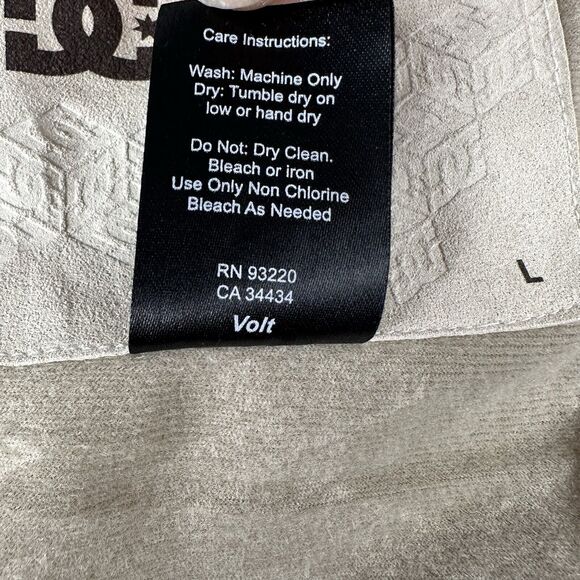 DC
Care Instructions:
Wash: Machine Only
Dry: Tumble dry on
low or hand dry
Do Not: Dry Clean.
Bleach or iron
Use Only Non Chlorine
Bleach As Needed
RN 93220
CA 34434
Volt
L